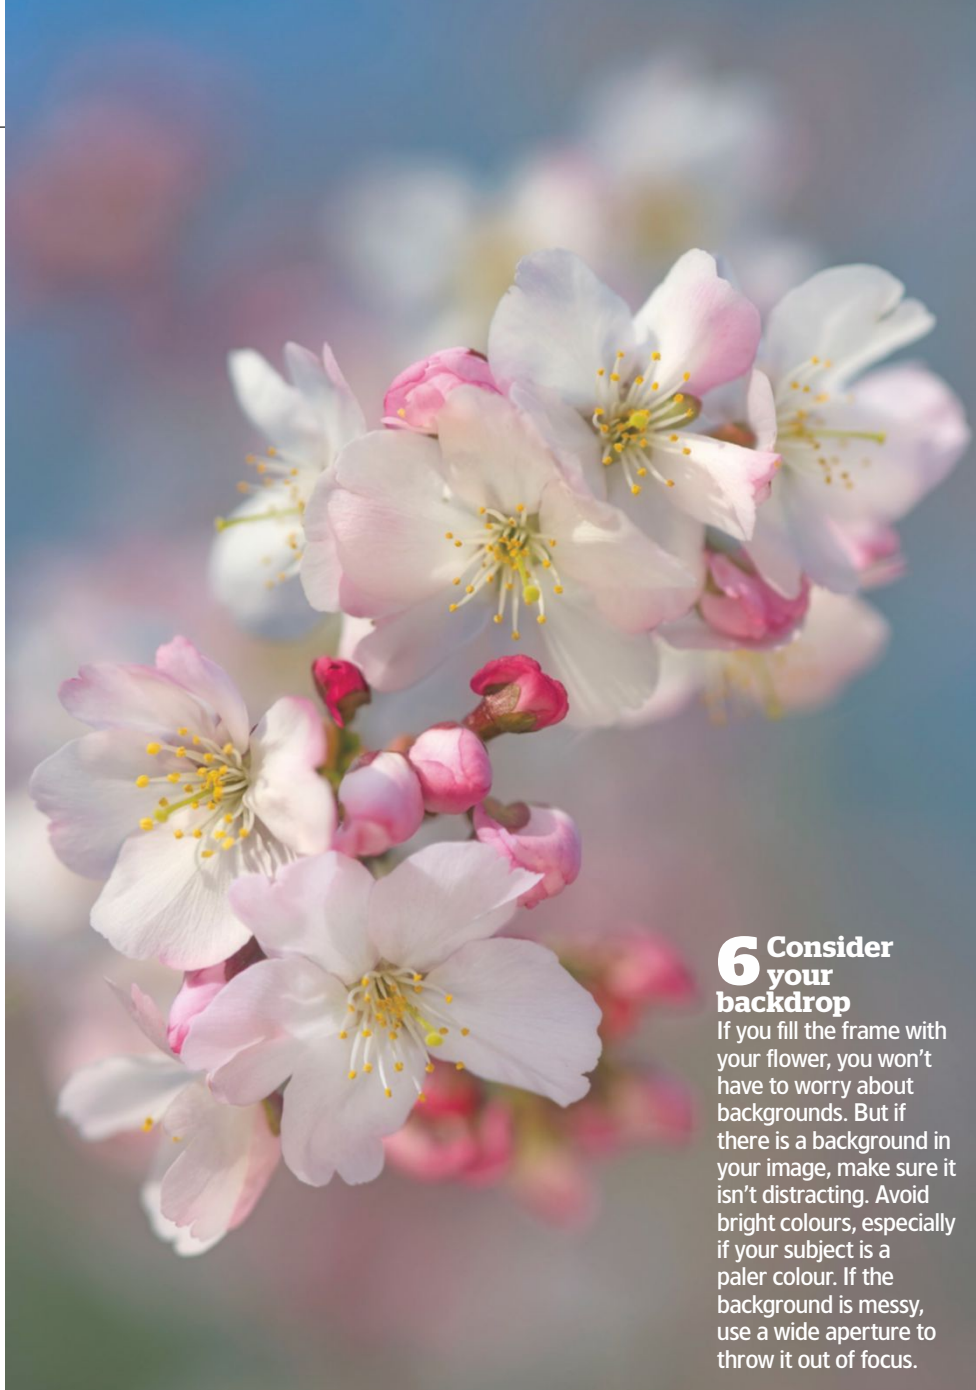 6 Consider
your
backdrop
If you fill the frame with
your flower, you won’t
have to worry about
backgrounds. But if
there is a background in
your image, make sure it
isn’t distracting. Avoid
bright colours, especially
if your subject is a
paler colour. If the
background is messy,
use a wide aperture to
throw it out of focus.